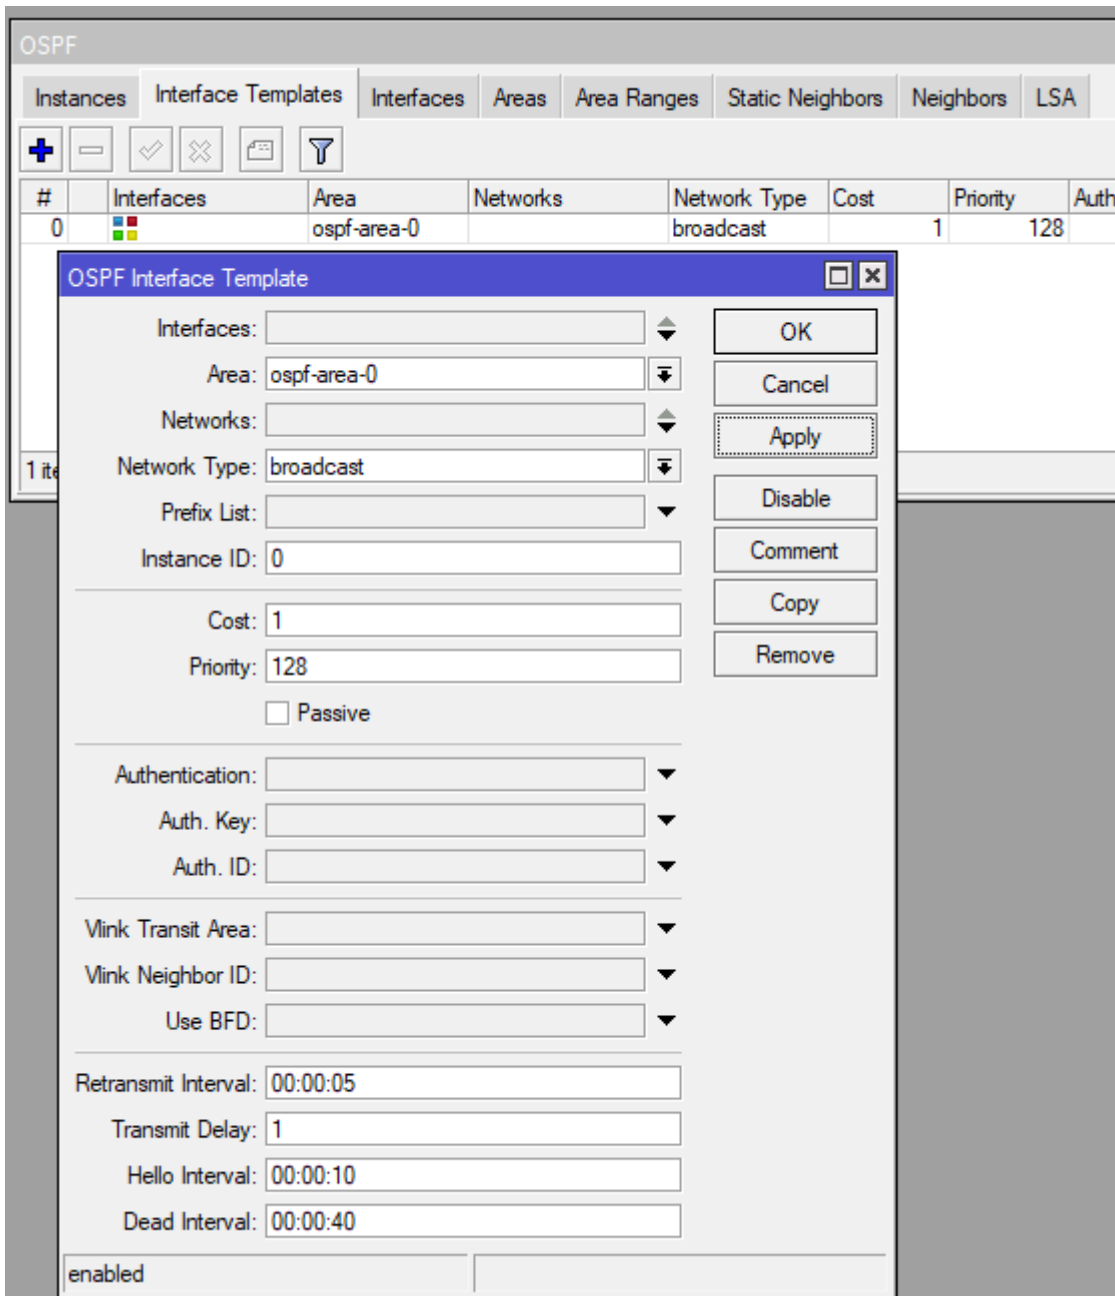 OSPF
Instances Interface Templates Interfaces Areas Area Ranges Static Neighbors Neighbors LSA
# Interfaces Area Networks Network Type Cost Priority Auth
0 ospf-area-0 broadcast 1 128
OSPF Interface Template
Interfaces: OK
Area: ospf-area-0 Cancel
Networks: Apply
1 ite
Network Type: broadcast
Prefix List: Disable
Instance ID: 0 Comment
Cost: 1 Copy
Priority: 128 Remove
Passive
Authentication:
Auth. Key:
Auth. ID:
Vlink Transit Area:
Vlink Neighbor ID:
Use BFD:
Retransmit Interval: 00:00:05
Transmit Delay: 1
Hello Interval: 00:00:10
Dead Interval: 00:00:40
enabled